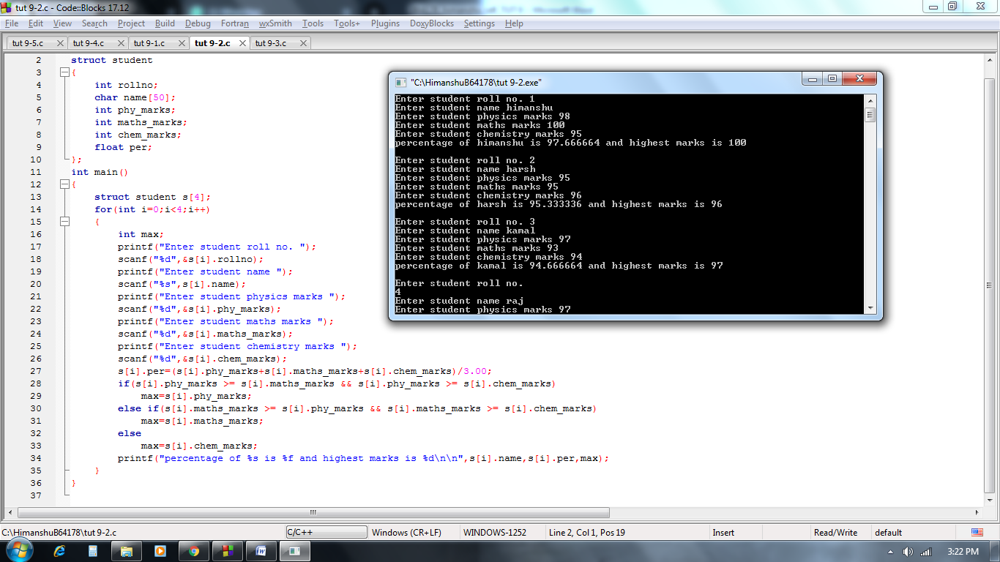 tut 9-2.c - Code::Blocks 17.12
File Edit View Search Project Build Debug Fortran wxSmith Tools Tools+ Plugins DoxyBlocks Settings Help
tut 9-5.c tut 9-4.c tut 9-1.c tut 9-2.c tut 9-3.c
2 struct student
3 {
4 int rollno;
5 char name[50];
6 int phy_marks;
7 int maths_marks;
8 int chem_marks;
9 float per;
10 };
11 int main()
12 {
13 struct student s[4];
14 for(int i=0;i<4;i++)
15 {
16 int max;
17 printf("Enter student roll no. ");
18 scanf("%d",&s[i].rollno);
19 printf("Enter student name ");
20 scanf("%s",s[i].name);
21 printf("Enter student physics marks ");
22 scanf("%d",&s[i].phy_marks);
23 printf("Enter student maths marks ");
24 scanf("%d",&s[i].maths_marks);
25 printf("Enter student chemistry marks ");
26 scanf("%d",&s[i].chem_marks);
27 s[i].per=(s[i].phy_marks+s[i].maths_marks+s[i].chem_marks)/3.00;
28 if(s[i].phy_marks >= s[i].maths_marks && s[i].phy_marks >= s[i].chem_marks)
29 max=s[i].phy_marks;
30 else if(s[i].maths_marks >= s[i].phy_marks && s[i].maths_marks >= s[i].chem_marks)
31 max=s[i].maths_marks;
32 else
33 max=s[i].chem_marks;
34 printf("percentage of %s is %f and highest marks is %d\n\n",s[i].name,s[i].per,max);
35 }
36 }
37
"C:\HimanshuB64178\tut 9-2.exe"
Enter student roll no. 1
Enter student name himanshu
Enter student physics marks 98
Enter student maths marks 100
Enter student chemistry marks 95
percentage of himanshu is 97.666664 and highest marks is 100
Enter student roll no. 2
Enter student name harsh
Enter student physics marks 95
Enter student maths marks 95
Enter student chemistry marks 96
percentage of harsh is 95.333336 and highest marks is 96
Enter student roll no. 3
Enter student name kamal
Enter student physics marks 97
Enter student maths marks 93
Enter student chemistry marks 94
percentage of kamal is 94.666664 and highest marks is 97
Enter student roll no.
4
Enter student name raj
Enter student physics marks 97
C:\HimanshuB64178\tut 9-2.c C/C++ Windows (CR+LF) WINDOWS-1252 Line 2, Col 1, Pos 19 Insert Read/Write default
3:22 PM